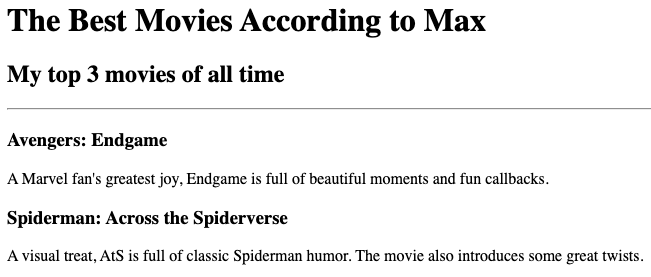 The Best Movies According to Max
My top 3 movies of all time
Avengers: Endgame
A Marvel fan's greatest joy, Endgame is full of beautiful moments and fun callbacks.
Spiderman: Across the Spiderverse
A visual treat, AtS is full of classic Spiderman humor. The movie also introduces some great twists.